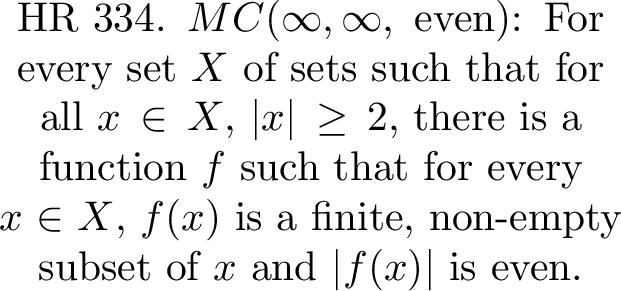 HR 334. MC(∞, ∞, even): For
every set X of sets such that for
all x ∈ X, |x| ≥ 2, there is a
function f such that for every
x ∈ X, f(x) is a finite, non-empty
subset of x and |f(x)| is even.